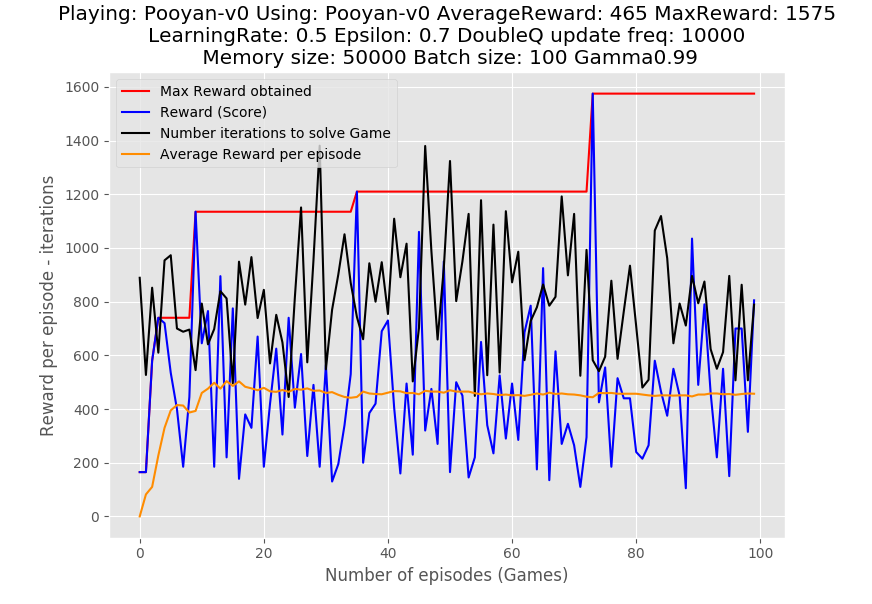 Playing: Pooyan-v0 Using: Pooyan-v0 AverageReward: 465 MaxReward: 1575
LearningRate: 0.5 Epsilon: 0.7 DoubleQ update freq: 10000
Memory size: 50000 Batch size: 100 Gamma0.99
Max Reward obtained
Reward (Score)
Number iterations to solve Game
Average Reward per episode
Reward per episode - iterations
1600
1400
1200
1000
800
600
400
200
0
0 20 40 60 80 100
Number of episodes (Games)